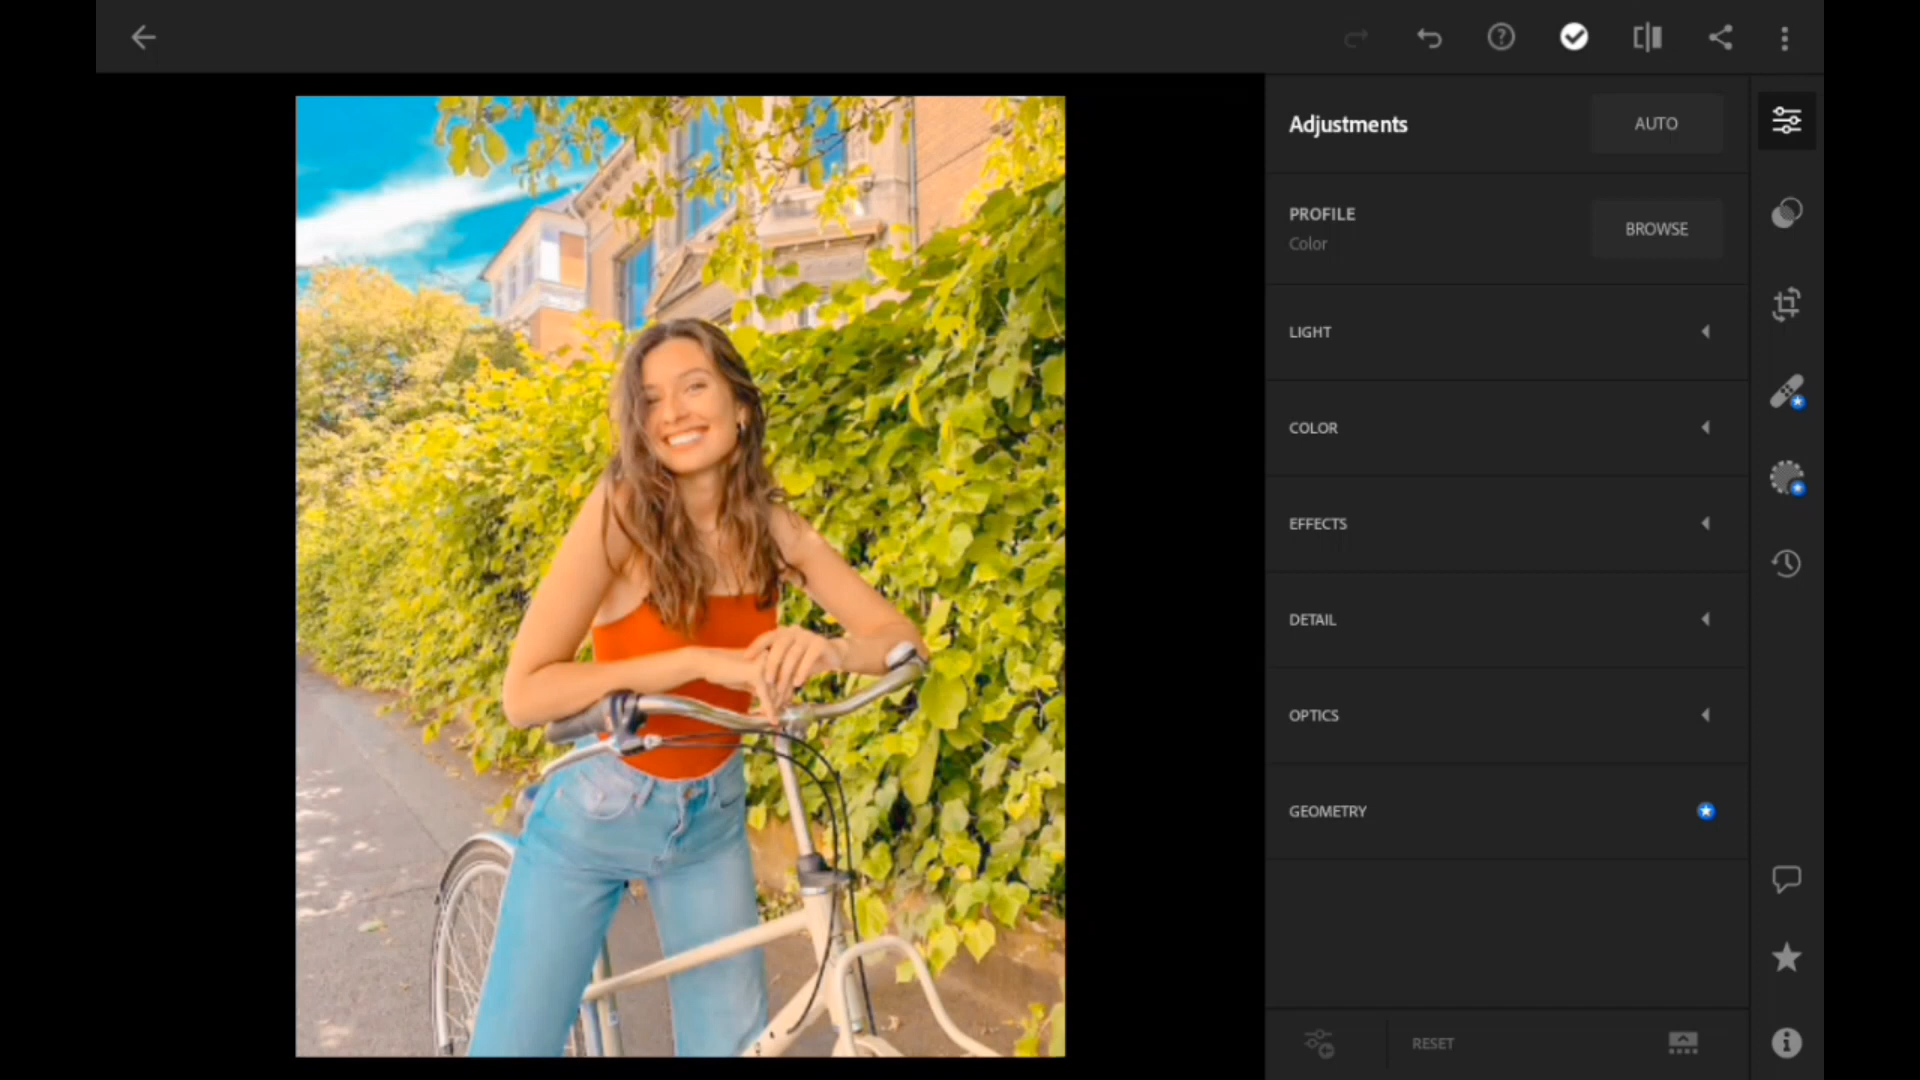 Adjustments
AUTO
PROFILE
Color
BROWSE
LIGHT
COLOR
EFFECTS
DETAIL
OPTICS
GEOMETRY
RESET